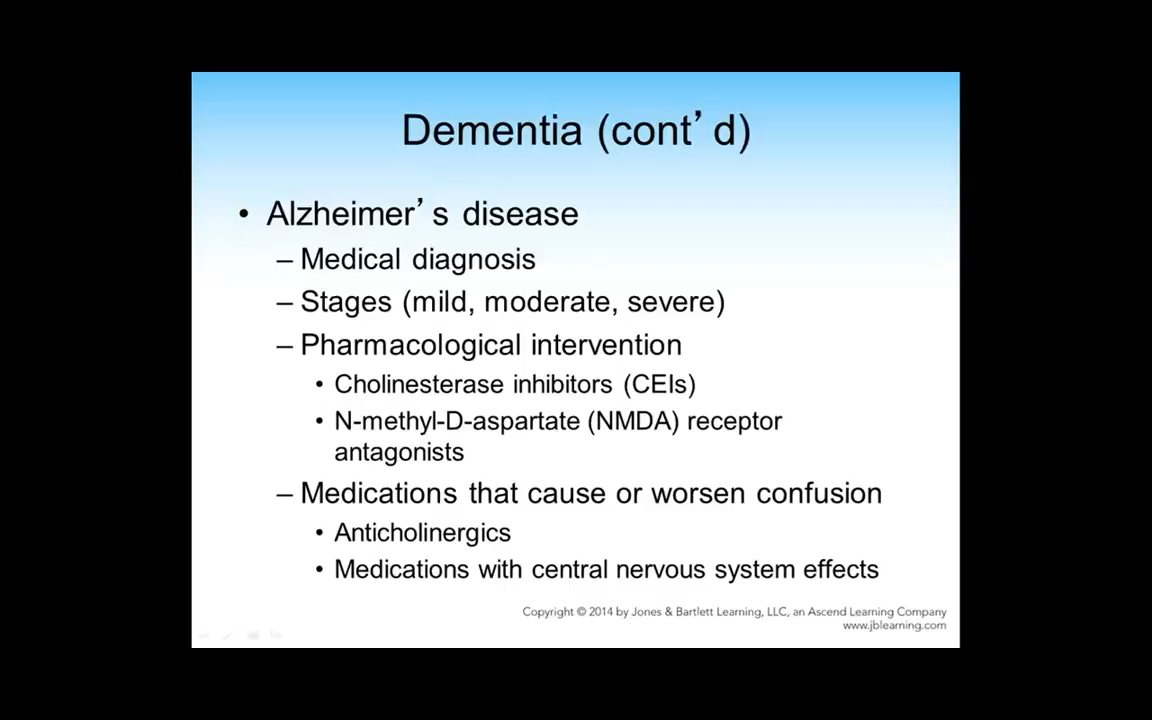 Dementia (cont’d)
• Alzheimer’s disease
– Medical diagnosis
– Stages (mild, moderate, severe)
– Pharmacological intervention
• Cholinesterase inhibitors (CEIs)
• N-methyl-D-aspartate (NMDA) receptor
antagonists
– Medications that cause or worsen confusion
• Anticholinergics
• Medications with central nervous system effects
Copyright © 2014 by Jones & Bartlett Learning, LLC, an Ascend Learning Company
www.jblearning.com